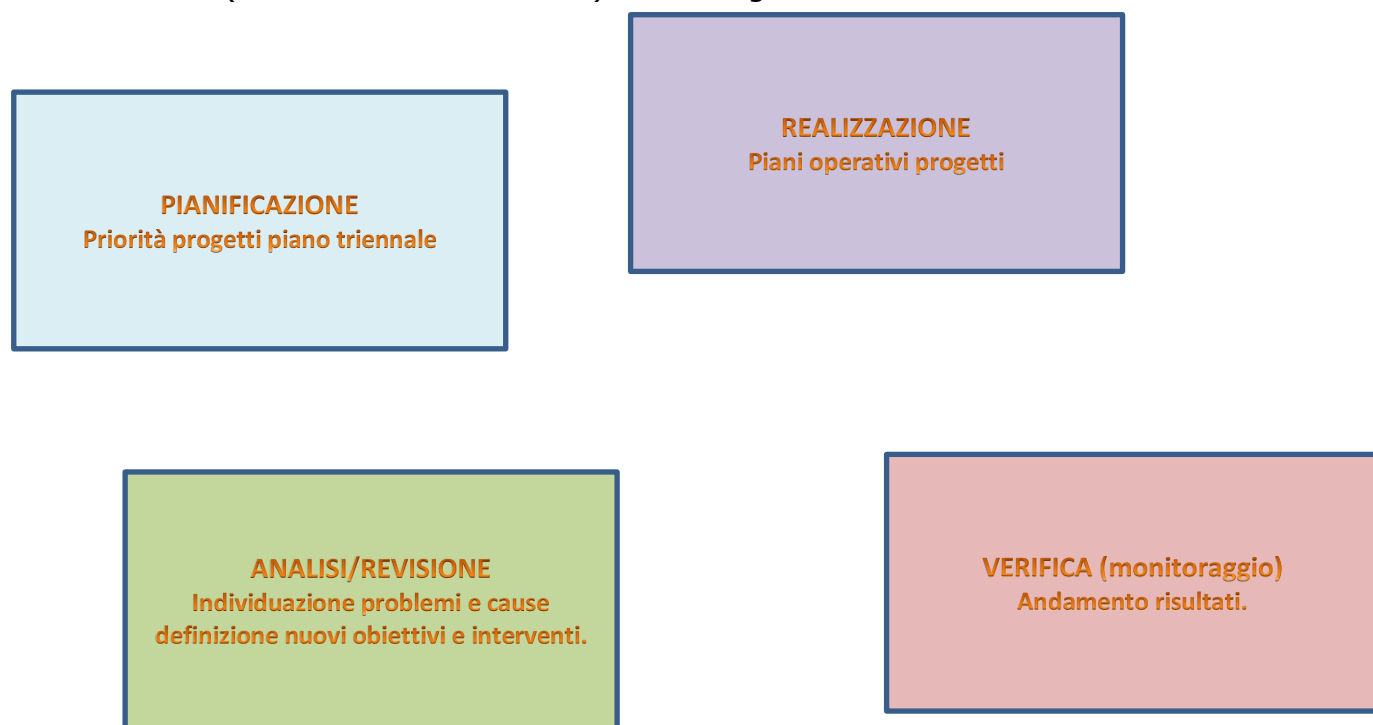 PIANIFICAZIONE
Priorità progetti piano triennale
REALIZZAZIONE
Piani operativi progetti
ANALISI/REVISIONE
Individuazione problemi e cause
definizione nuovi obiettivi e interventi.
VERIFICA (monitoraggio)
Andamento risultati.